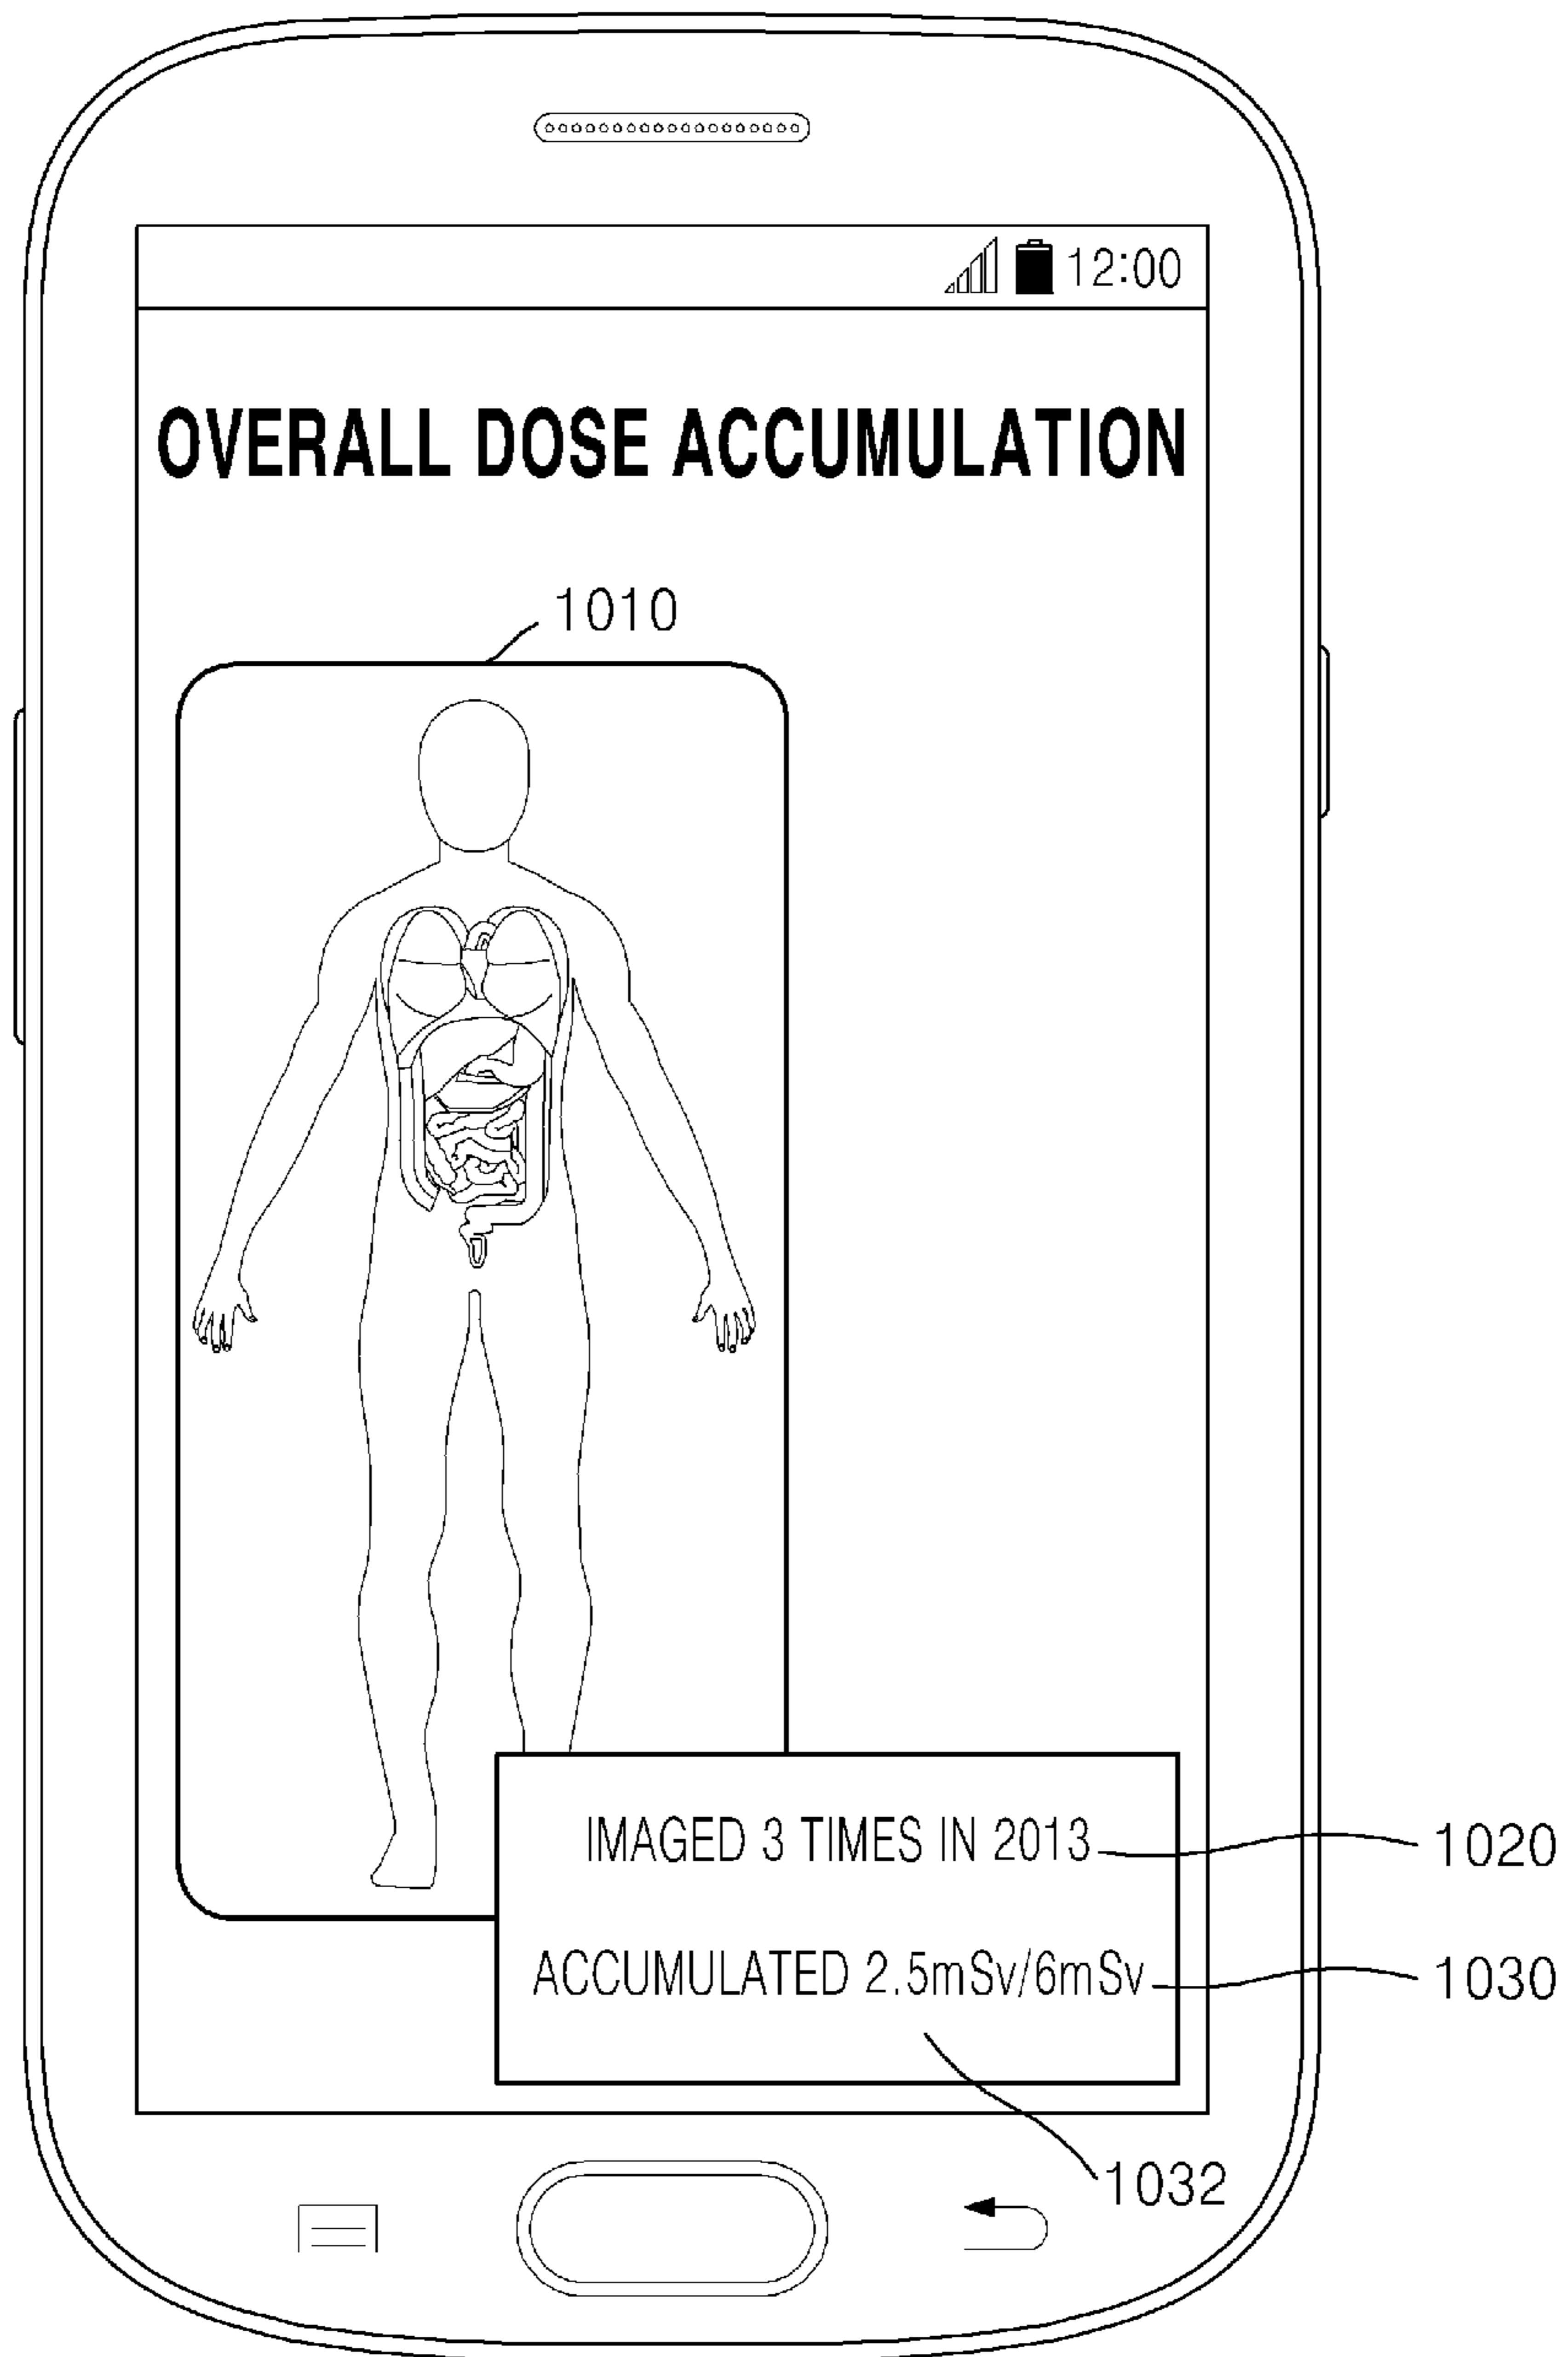 12:00
OVERALL DOSE ACCUMULATION
1010
IMAGED 3 TIMES IN 2013
1020
ACCUMULATED 2.5mSv/6mSv
1030
1032